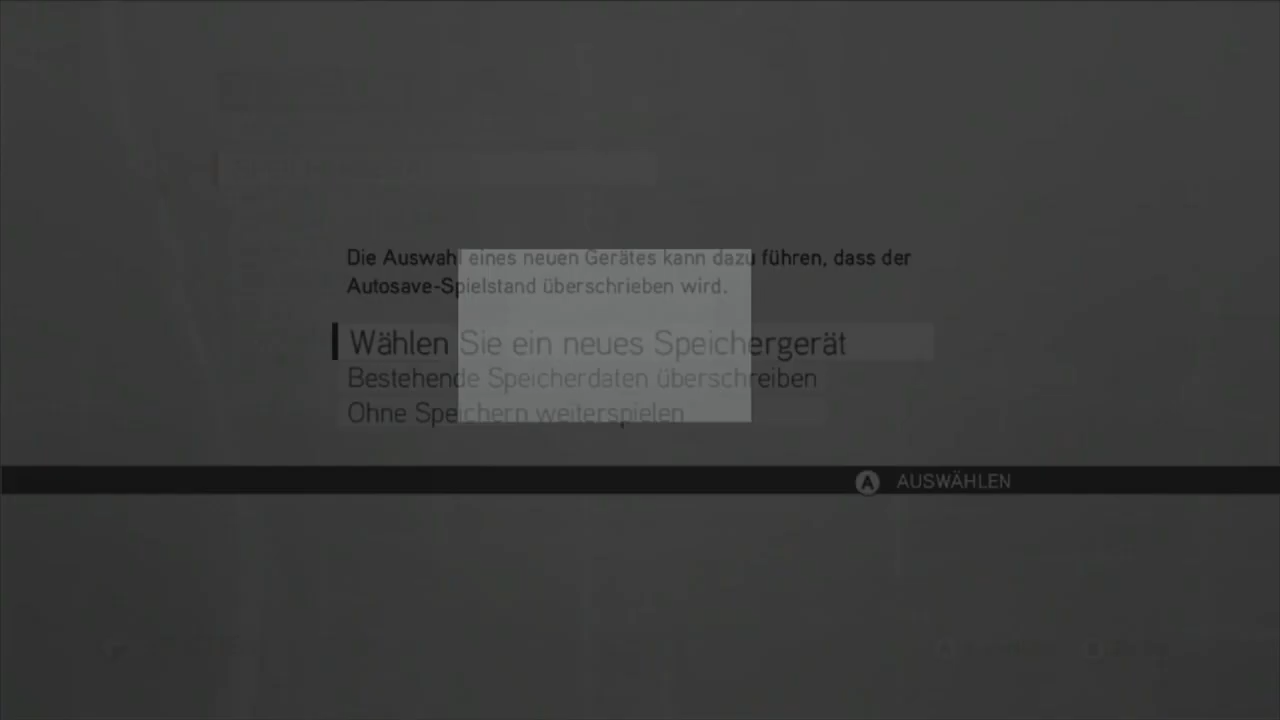 Die Auswahl eines neuen Gerätes kann dazu führen, dass der
Autosave-Spielstand überschrieben wird.
Wählen Sie ein neues Speichergerät
Bestehende Speicherdaten überschreiben
Ohne Speichern weiterspielen
A AUSWÄHLEN